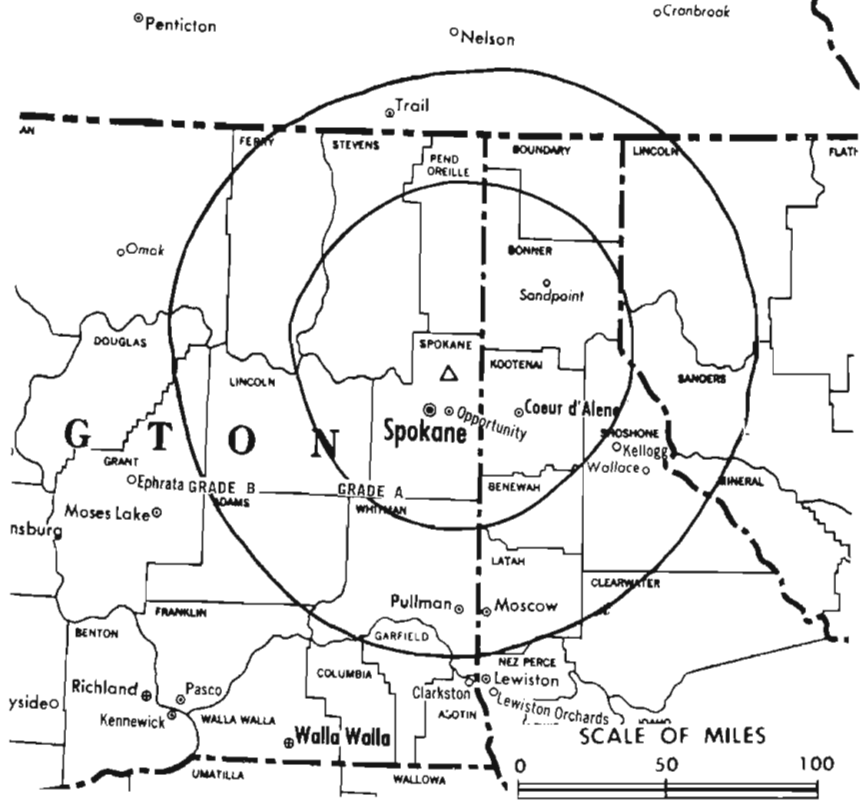 Cranbrook
Penticton
Nelson
Trail
AN
FERRY
STEVENS
BOUNDARY
LINCOLN
FLATH
PEND
OREILLE
Omak
BONNER
Sandpoint
DOUGLAS
SPOKANE
KOOTENAI
LINCOLN
SANDERS
Opportunity
Coeur d'Alene
G T O N
Spokane
SHOSHONE
Kellogg
GRANT
Wallace
Ephrata
GRADE B
GRADE A
BENEWAH
MINERAL
ADAMS
WHITMAN
Moses Lake
nsburg
LATAH
CLEARWATER
Pullman
Moscow
FRANKLIN
BENTON
GARFIELD
NEZ PERCE
COLUMBIA
Lewiston
Richland
Pasco
Clarkston
yside
Lewiston Orchards
Kennewick
WALLA WALLA
ASOTIN
IDAHO
Walla Walla
SCALE OF MILES
UMATILLA
WALLOWA
0 50 100